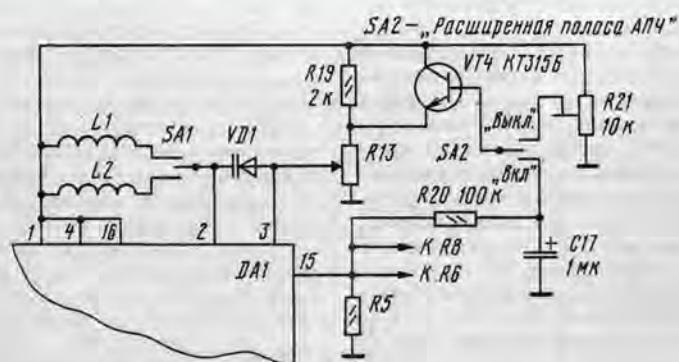 SA2 – „Расширенная полоса АПЧ"
VT4 КТ315Б
R19
2 к
R21
10 к
L1
SA1
VD1
L2
R13
„Выкл."
SA2
„Вкл"
R20 100 к
1
4
16
2
3
DA1
15
К R8
К R6
R5
+
C17
1 мк